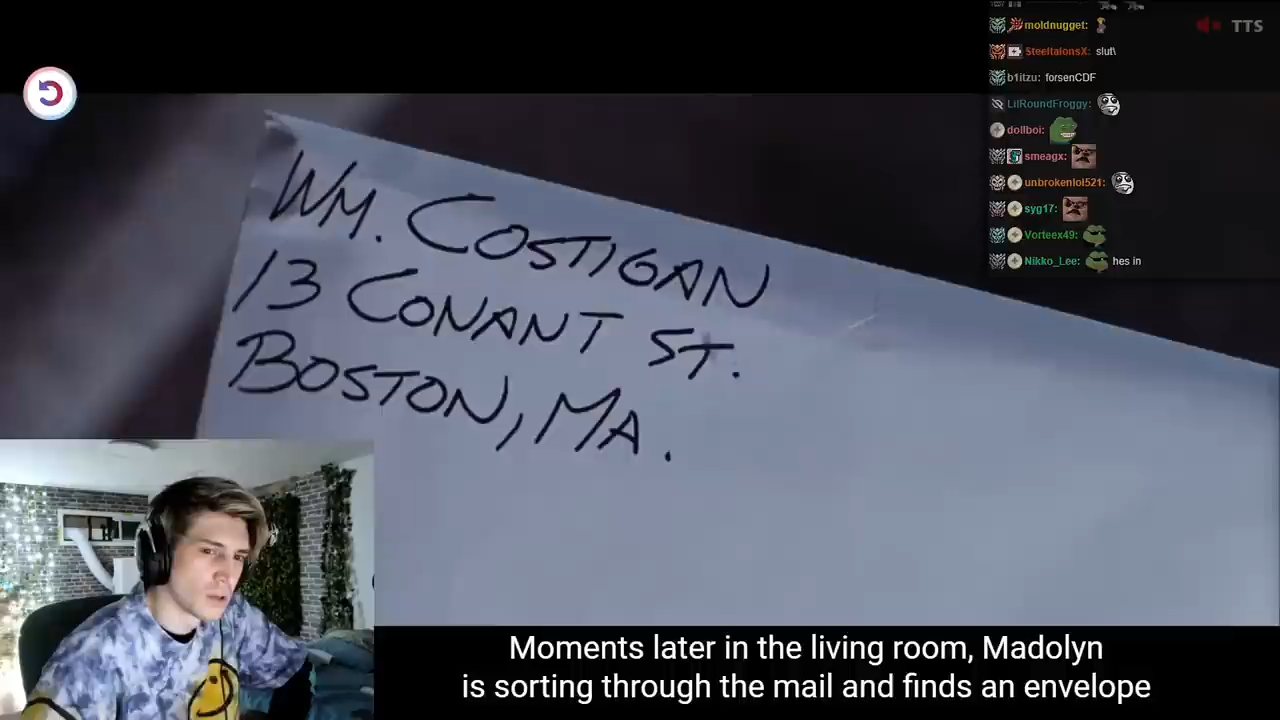 moldnugget:
SteeltalonsX: slut\
b1itzu: forsenCDF
LilRoundFroggy:
dollboi:
smeagx:
unbrokenlol521:
syg17:
Vorteex49:
Nikko_Lee: hes in
TTS
WM. COSTIGAN
13 CONANT ST.
BOSTON, MA.
Moments later in the living room, Madolyn
is sorting through the mail and finds an envelope